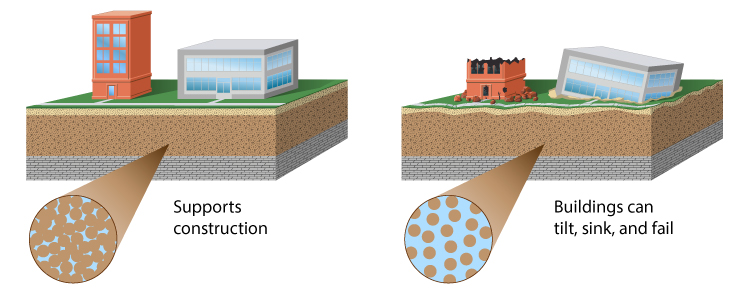 Supports
construction
Buildings can
tilt, sink, and fail